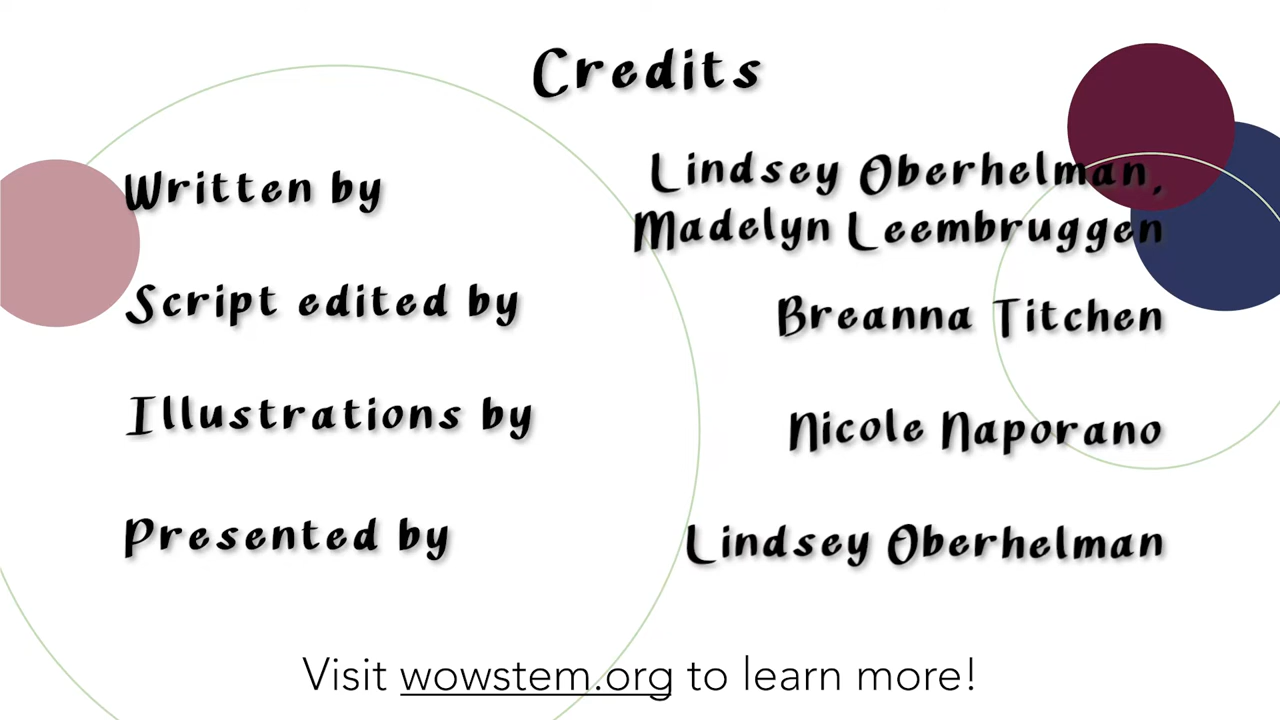 Credits
Written by
Lindsey Oberhelman,
Madelyn Leembruggen
Script edited by
Breanna Titchen
Illustrations by
Nicole Naporano
Presented by
Lindsey Oberhelman
Visit wowstem.org to learn more!